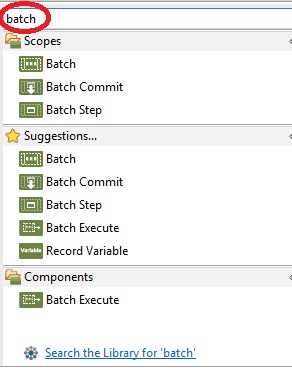 batch
Scopes
Batch
Batch Commit
Batch Step
Suggestions...
Batch
Batch Commit
Batch Step
Batch Execute
Variable Record Variable
Components
Batch Execute
Search the Library for 'batch'